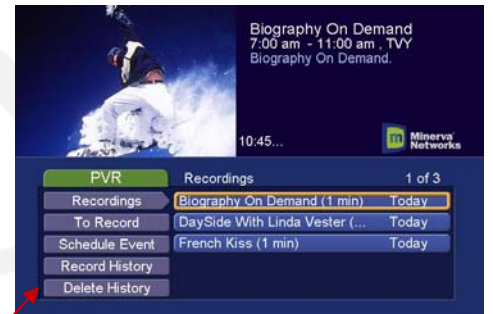 Biography On Demand
7:00 am - 11:00 am , TVY
Biography On Demand.
10:45...
m Minerva
Networks
PVR Recordings 1 of 3
Recordings Biography On Demand (1 min) Today
To Record DaySide With Linda Vester (... Today
Schedule Event French Kiss (1 min) Today
Record History
Delete History